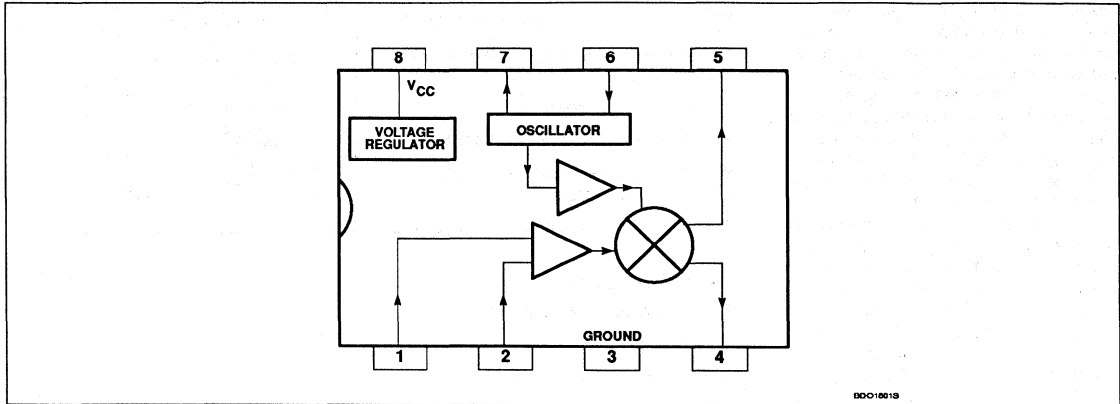 8 7 6 5
VCC
VOLTAGE
REGULATOR
OSCILLATOR
GROUND
1 2 3 4
BDO1801S